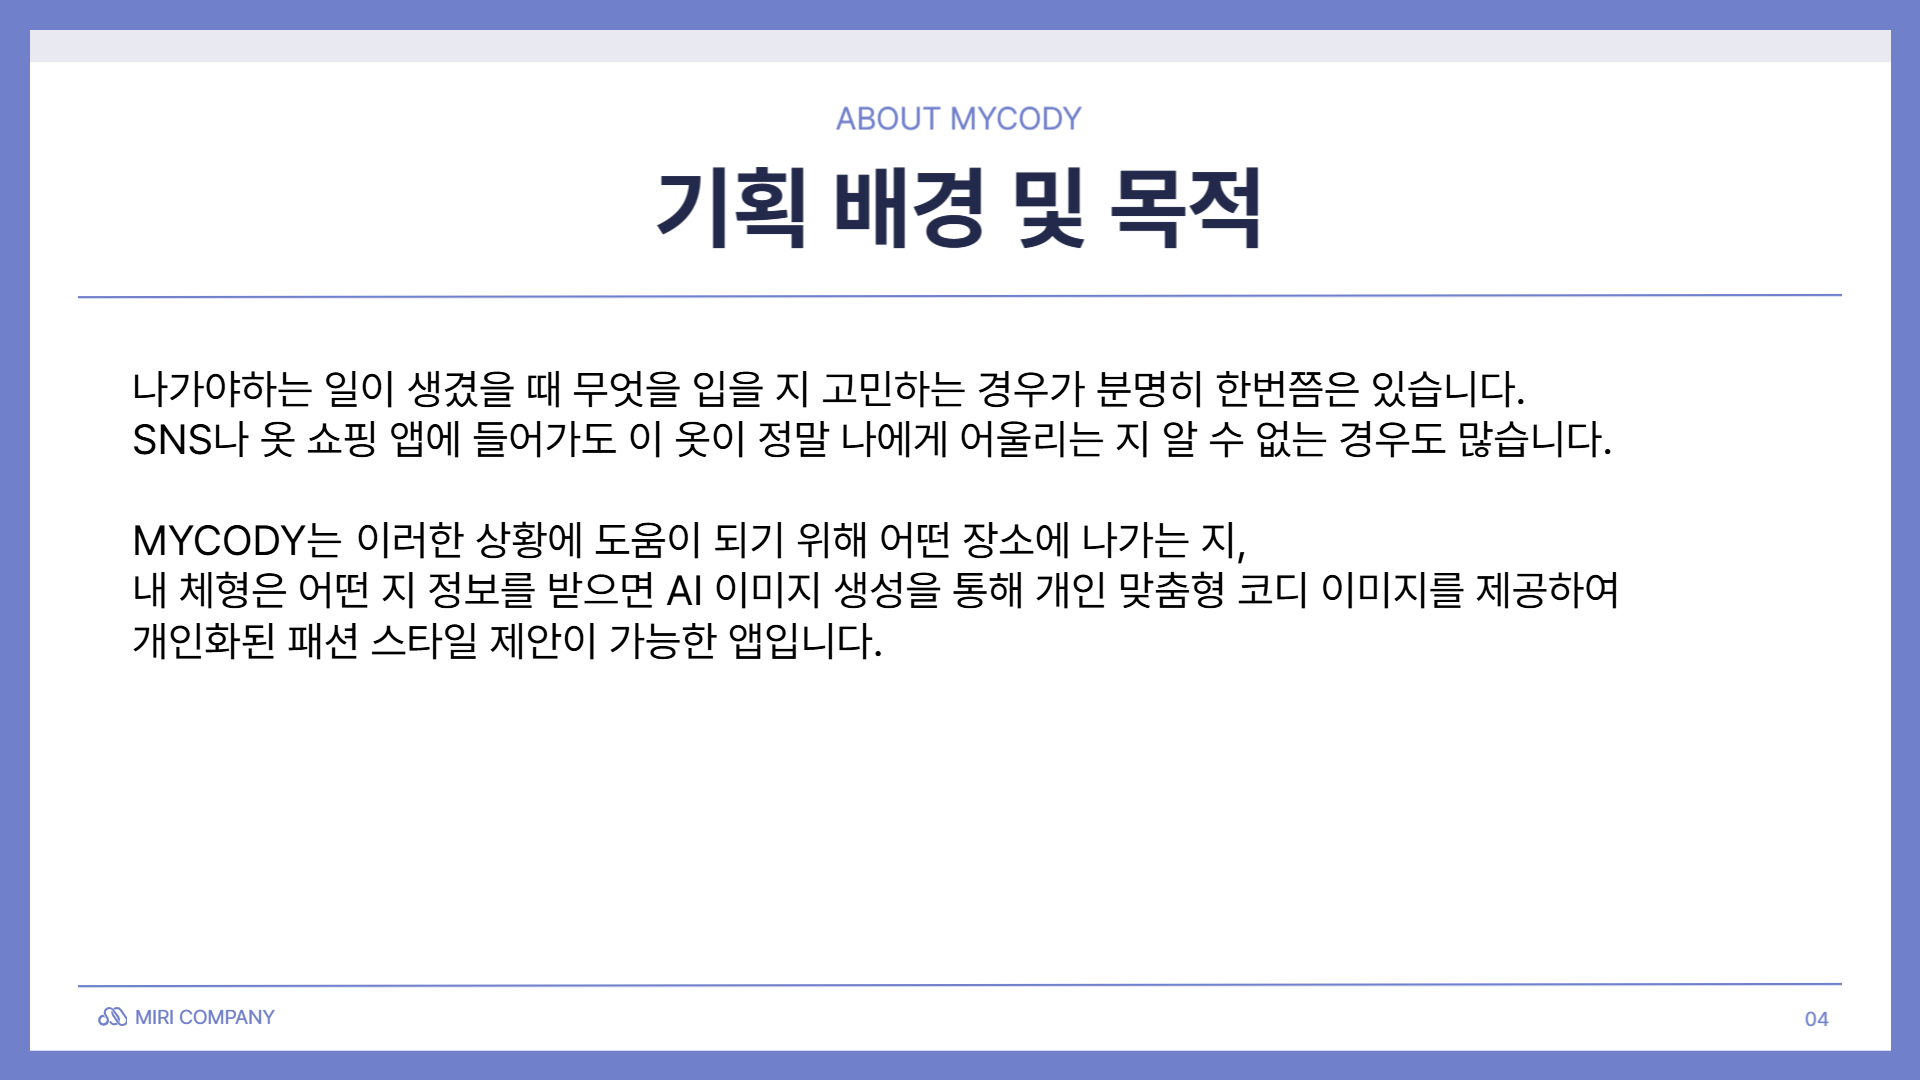 ABOUT MYCODY
기획 배경 및 목적
나가야하는 일이 생겼을 때 무엇을 입을 지 고민하는 경우가 분명히 한번쯤은 있습니다.
SNS나 옷 쇼핑 앱에 들어가도 이 옷이 정말 나에게 어울리는 지 알 수 없는 경우도 많습니다.
MYCODY는 이러한 상황에 도움이 되기 위해 어떤 장소에 나가는 지,
내 체형은 어떤 지 정보를 받으면 AI 이미지 생성을 통해 개인 맞춤형 코디 이미지를 제공하여
개인화된 패션 스타일 제안이 가능한 앱입니다.
MIRI COMPANY
04